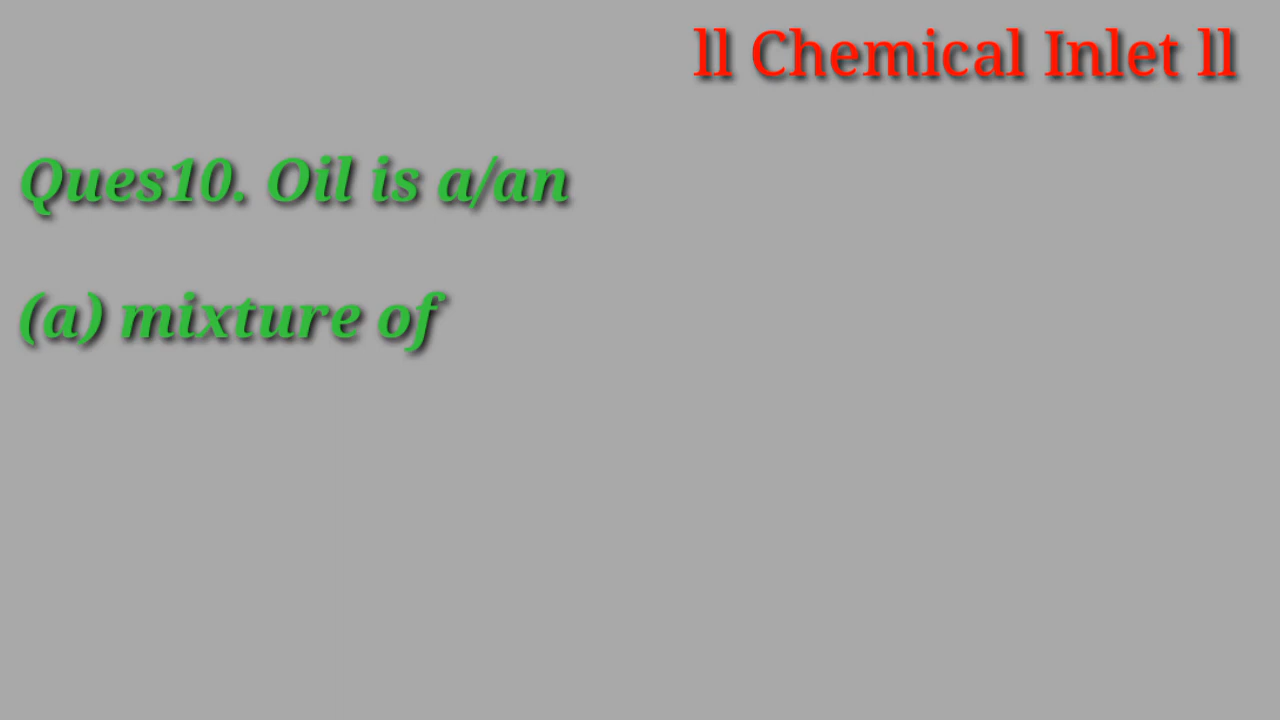 ll Chemical Inlet ll
Ques10. Oil is a/an
(a) mixture of